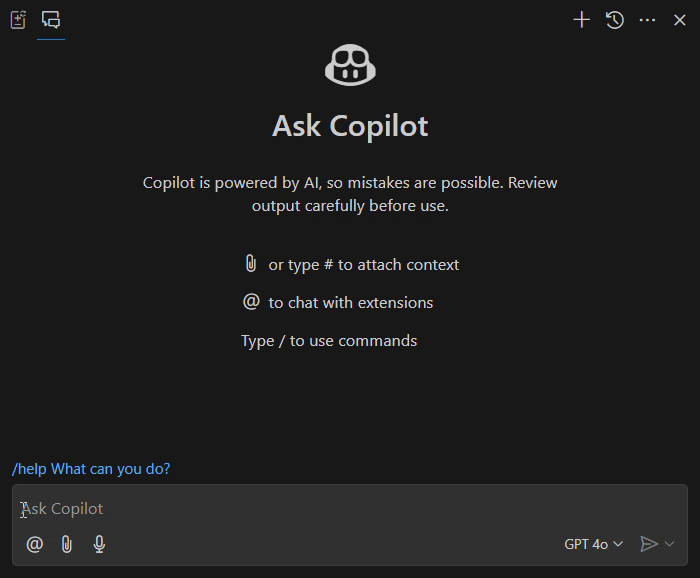 Ask Copilot
Copilot is powered by AI, so mistakes are possible. Review
output carefully before use.
or type # to attach context
@ to chat with extensions
Type / to use commands
/help What can you do?
Ask Copilot
@
GPT 4o